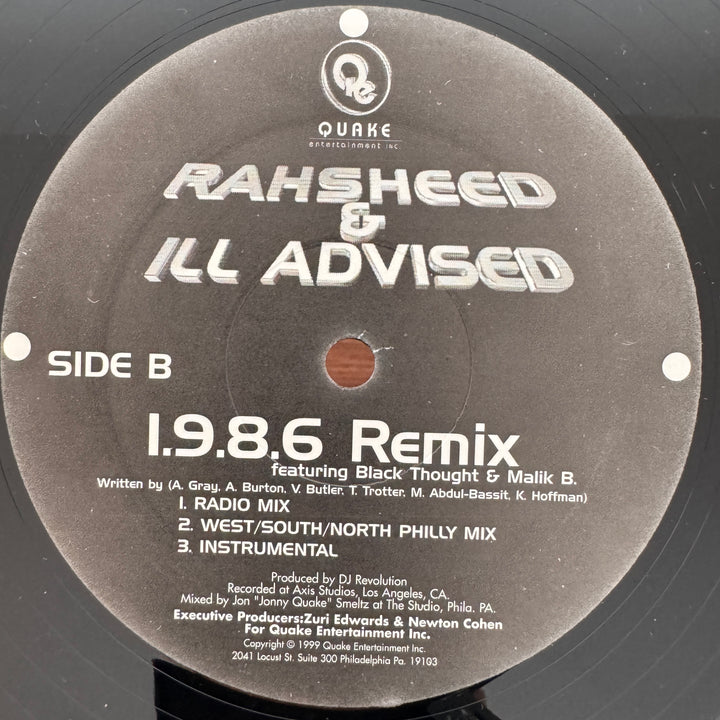 Qre
QUAKE
entertainment INC.
RAHSHEED
&
ILL ADVISED
SIDE B
1.9.8.6 Remix
featuring Black Thought & Malik B.
Written by (A. Gray, A. Burton, V. Butler, T. Trotter, M. Abdul-Bassit, K. Hoffman)
1. RADIO MIX
2. WEST/SOUTH/NORTH PHILLY MIX
3. INSTRUMENTAL
Produced by DJ Revolution
Recorded at Axis Studios, Los Angeles, CA.
Mixed by Jon "Jonny Quake" Smeltz at The Studio, Phila. PA.
Executive Producers:Zuri Edwards & Newton Cohen
For Quake Entertainment Inc.
Copyright © 1999 Quake Entertainment Inc.
2041 Locust St. Suite 300 Philadelphia Pa. 19103